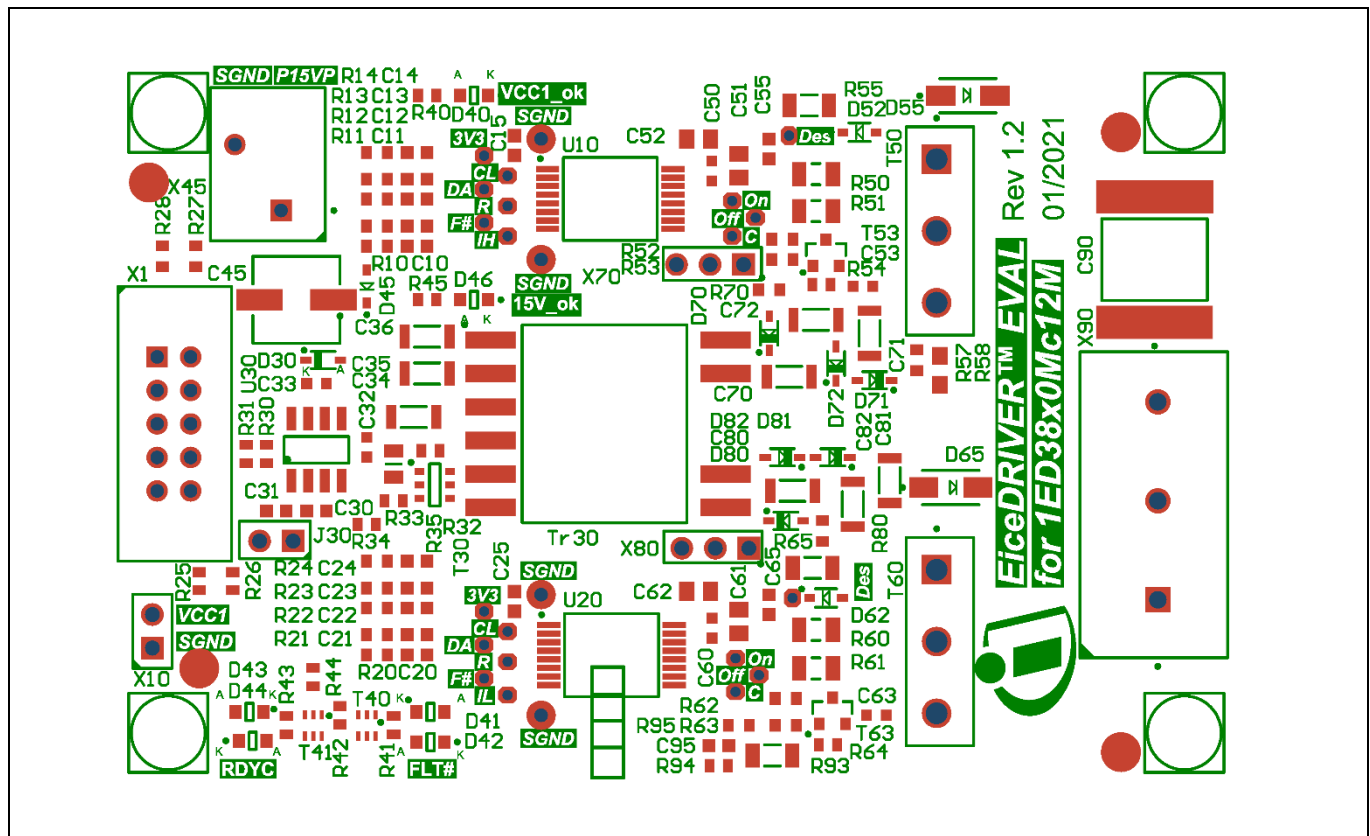 SGND P15VP R14 C14 A K VCC1_ok
R13 C13 R40 D40
R12 C12 SGND
R11 C11 3V3 C15 U10
CL
DA
R
F#
IH
X45
R28 R27
SGND
R10 C10 X70
R45 D46 15V_ok
A K
X1 C45 D45
C36
D30 C35
K A C34
C33
U30
C32
R31 R30
C31 C30
J30
R33
R34 R35 R32
T30
Tr30
C52 C50 C51 C55
R55
D52 D55
Des
T50
R50
R51
On
Off
C
T53
C53
R52
R53
R54
R70
D70 C72
C71
R57 R58
C70
D72 D71
D82 D81
C80
D80
C82 C81
D65
R80
X80 R65
C62 C61 C65
Des
T60
D62
R60
R61
On
Off
C
C60
R62
R95 R63
C63
T63
R64
C95
R94 R93
R25 R26
R24 C24
R23 C23
R22 C22
R21 C21
R20 C20
VCC1
SGND
X10
SGND
C25 U20
3V3
CL
DA
R
F#
IL
SGND
D43
D44
A K
K A
RDYC
R43 R44
T41 R42
T40 R41
K A
D41
D42
A K
FLT#
Rev 1.2
01/2021
EiceDRIVER™ EVAL
for 1ED38x0Mc12M
C90
X90
i